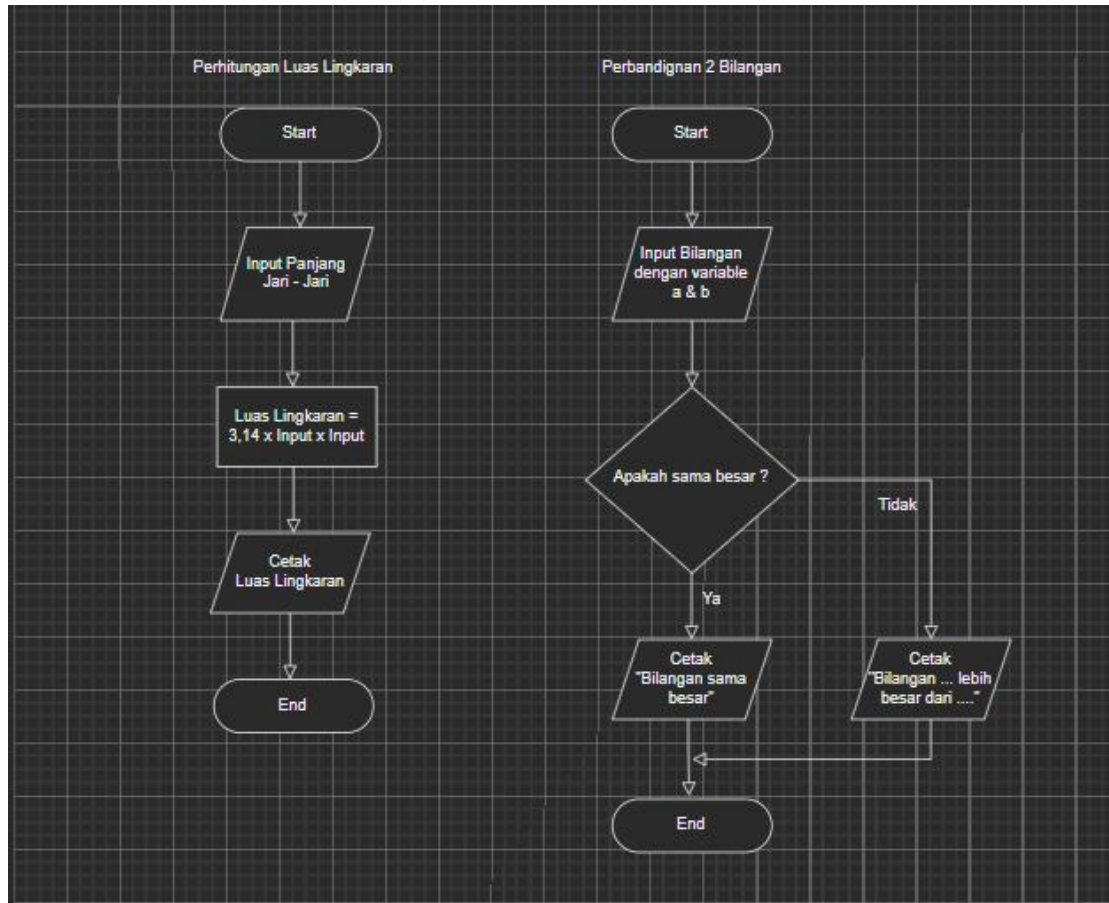 Perhitungan Luas Lingkaran
Start
Input Panjang
Jari - Jari
Luas Lingkaran =
3,14 x Input x Input
Cetak
Luas Lingkaran
End
Perbandignan 2 Bilangan
Start
Input Bilangan
dengan variable
a & b
Apakah sama besar ?
Tidak
Ya
Cetak
"Bilangan sama
besar"
Cetak
"Bilangan ... lebih
besar dari ...."
End